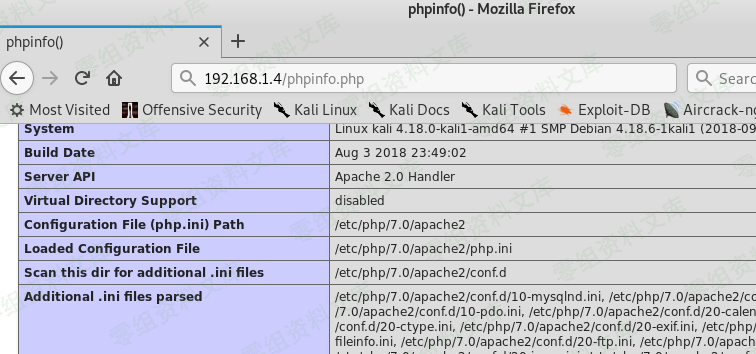 phpinfo() - Mozilla Firefox
phpinfo()
192.168.1.4/phpinfo.php
Searc
Most Visited Offensive Security Kali Linux Kali Docs Kali Tools Exploit-DB Aircrack-ng
System Linux kali 4.18.0-kali1-amd64 #1 SMP Debian 4.18.6-1kali1 (2018-09
Build Date Aug 3 2018 23:49:02
Server API Apache 2.0 Handler
Virtual Directory Support disabled
Configuration File (php.ini) Path /etc/php/7.0/apache2
Loaded Configuration File /etc/php/7.0/apache2/php.ini
Scan this dir for additional .ini files /etc/php/7.0/apache2/conf.d
Additional .ini files parsed /etc/php/7.0/apache2/conf.d/10-mysqlnd.ini, /etc/php/7.0/apache2/co
/7.0/apache2/conf.d/10-pdo.ini, /etc/php/7.0/apache2/conf.d/20-calen
/conf.d/20-ctype.ini, /etc/php/7.0/apache2/conf.d/20-exif.ini, /etc/php
fileinfo.ini, /etc/php/7.0/apache2/conf.d/20-ftp.ini, /etc/php/7.0/apac
零组资料文库